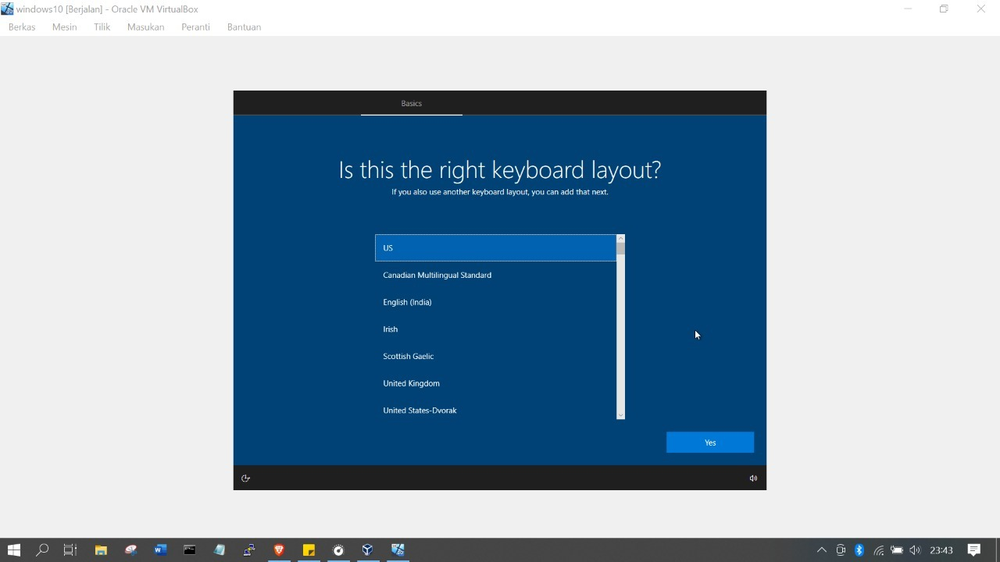 windows10 [Berjalan] - Oracle VM VirtualBox
Berkas Mesin Tilik Masukan Peranti Bantuan
Basics
Is this the right keyboard layout?
If you also use another keyboard layout, you can add that next.
US
Canadian Multilingual Standard
English (India)
Irish
Scottish Gaelic
United Kingdom
United States-Dvorak
Yes
23:43